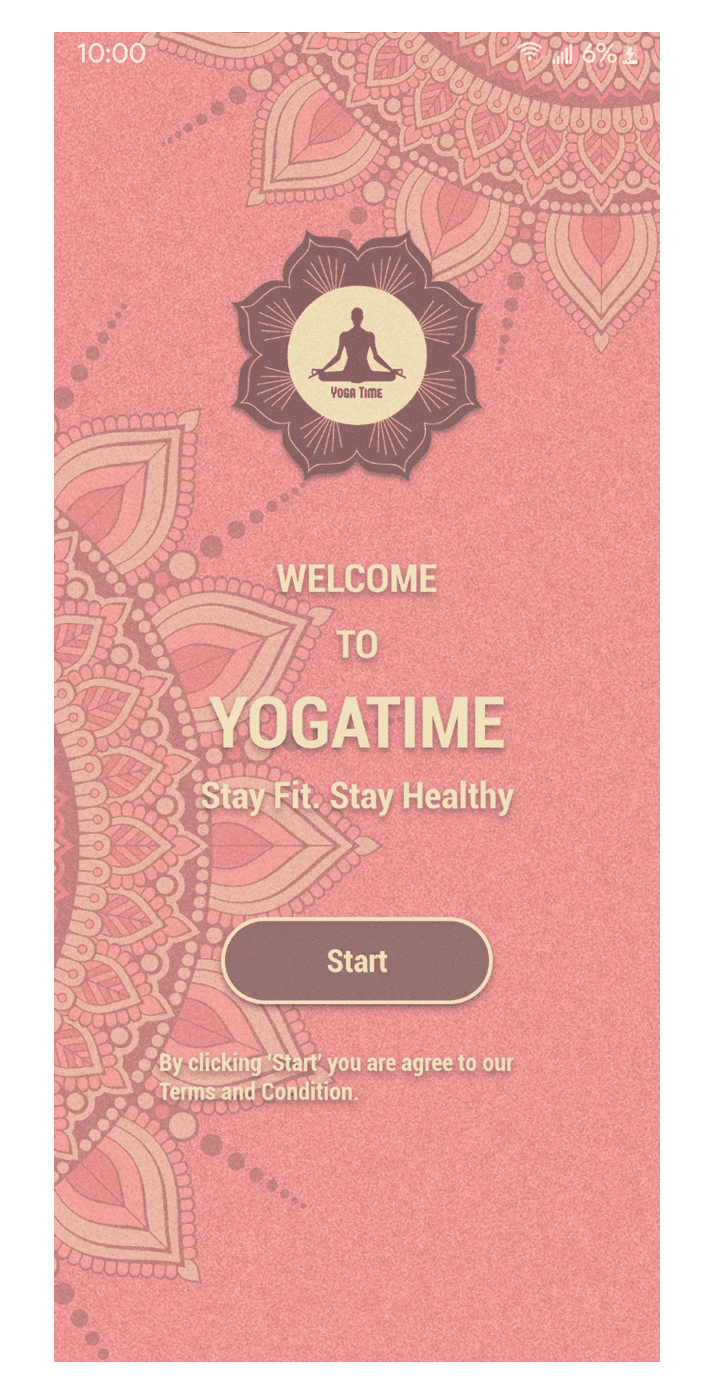 10:00 6%
YOGA TIME
WELCOME
TO
YOGATIME
Stay Fit. Stay Healthy
Start
By clicking 'Start' you are agree to our
Terms and Condition.